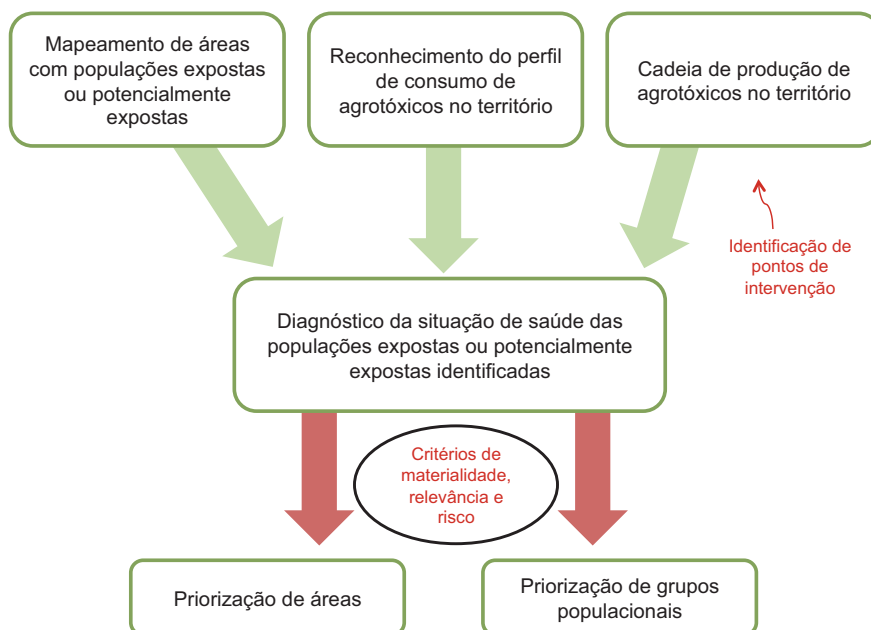 Mapeamento de áreas
com populações expostas
ou potencialmente
expostas
Reconhecimento do perfil
de consumo de
agrotóxicos no território
Cadeia de produção de
agrotóxicos no território
Identificação de
pontos de
intervenção
Diagnóstico da situação de saúde das
populações expostas ou potencialmente
expostas identificadas
Critérios de
materialidade,
relevância e
risco
Priorização de áreas
Priorização de grupos
populacionais